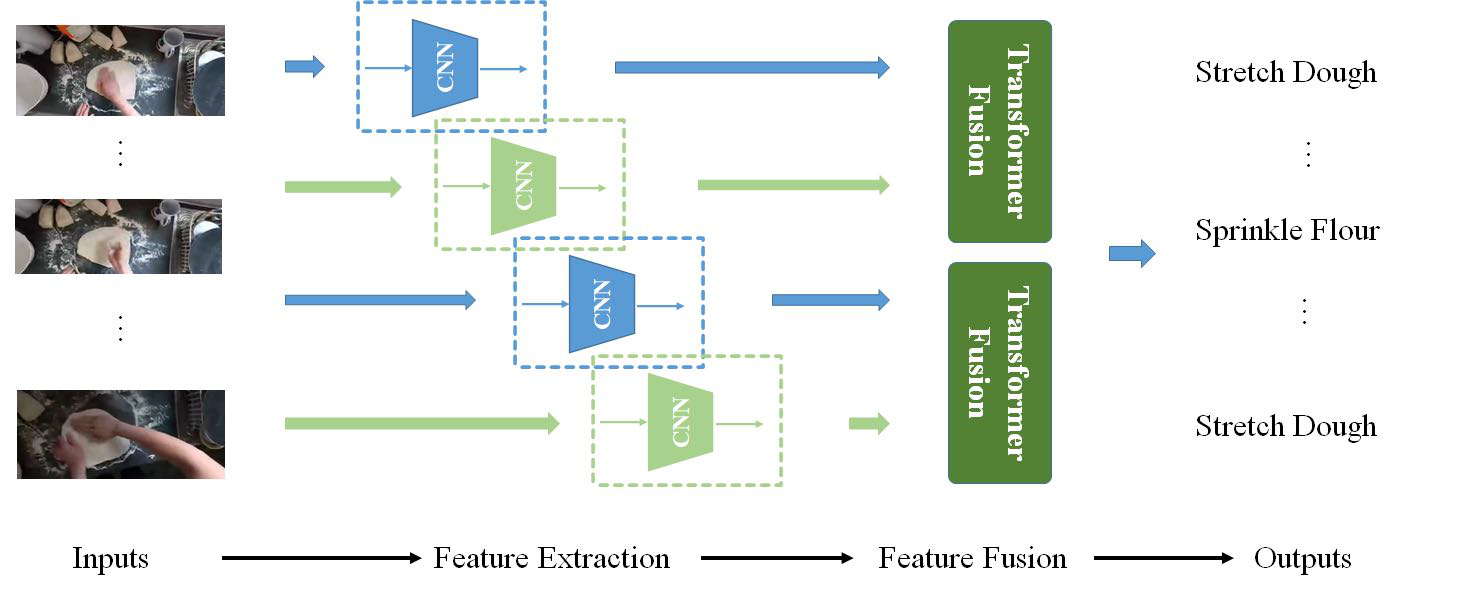 CNN
CNN
CNN
CNN
Transformer
Fusion
Transformer
Fusion
Stretch Dough
Sprinkle Flour
Stretch Dough
Inputs
Feature Extraction
Feature Fusion
Outputs